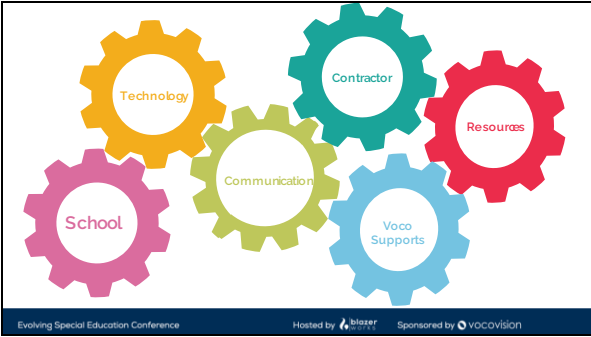 Technology
Contractor
Resources
Communication
School
Voco
Supports
Evolving Special Education Conference
Hosted by blazer
works
Sponsored by vocovision